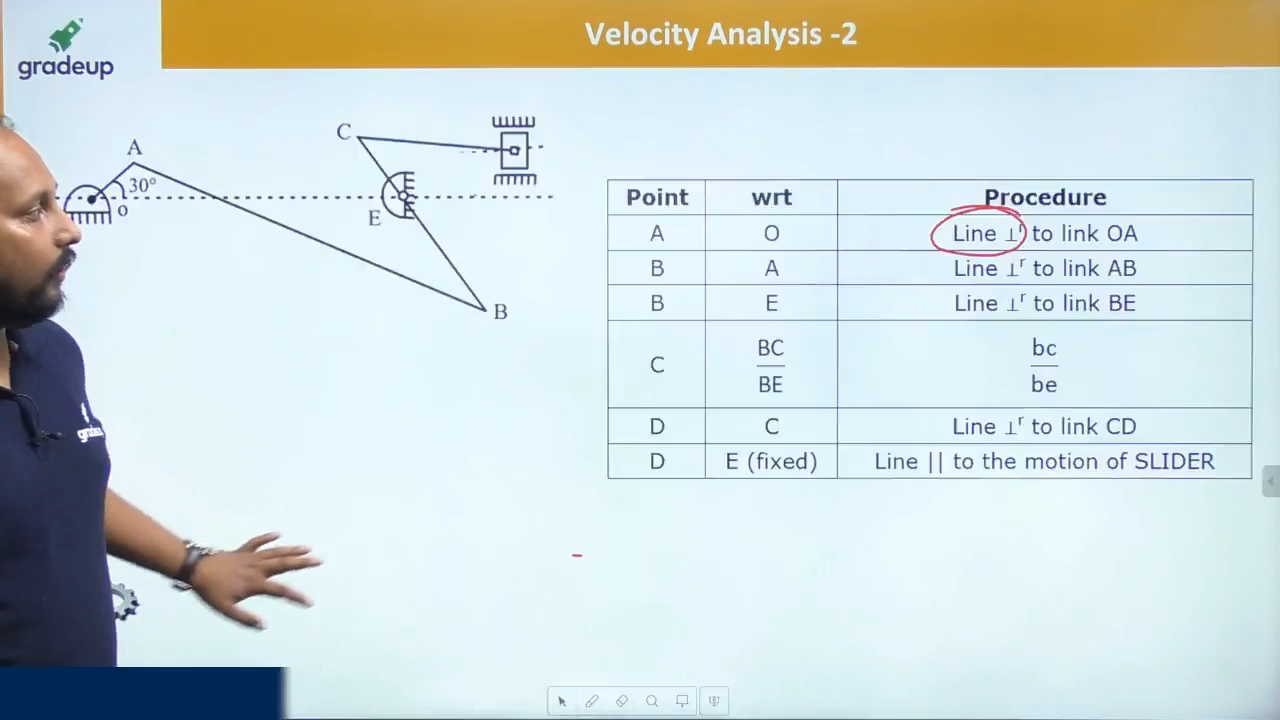 Velocity Analysis -2
gradeup
A
30°
O
C
E
B
Point wrt Procedure
A O Line ⊥ʳ to link OA
B A Line ⊥ʳ to link AB
B E Line ⊥ʳ to link BE
C BC/BE bc/be
D C Line ⊥ʳ to link CD
D E (fixed) Line || to the motion of SLIDER